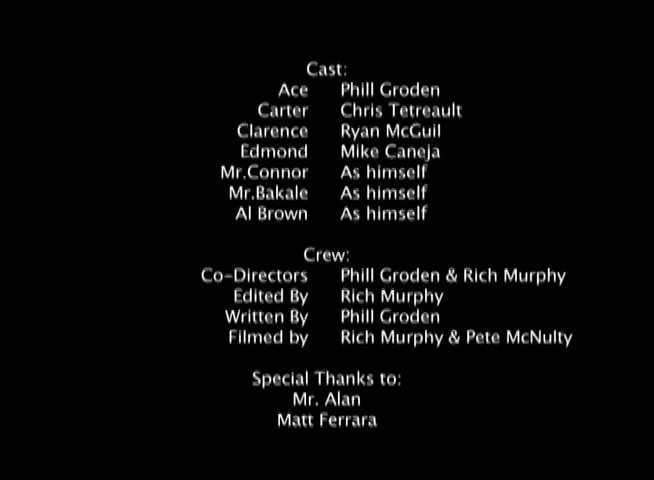 Cast:
Ace Phill Groden
Carter Chris Tetreault
Clarence Ryan McGuil
Edmond Mike Caneja
Mr.Connor As himself
Mr.Bakale As himself
Al Brown As himself
Crew:
Co-Directors Phill Groden & Rich Murphy
Edited By Rich Murphy
Written By Phill Groden
Filmed by Rich Murphy & Pete McNulty
Special Thanks to:
Mr. Alan
Matt Ferrara